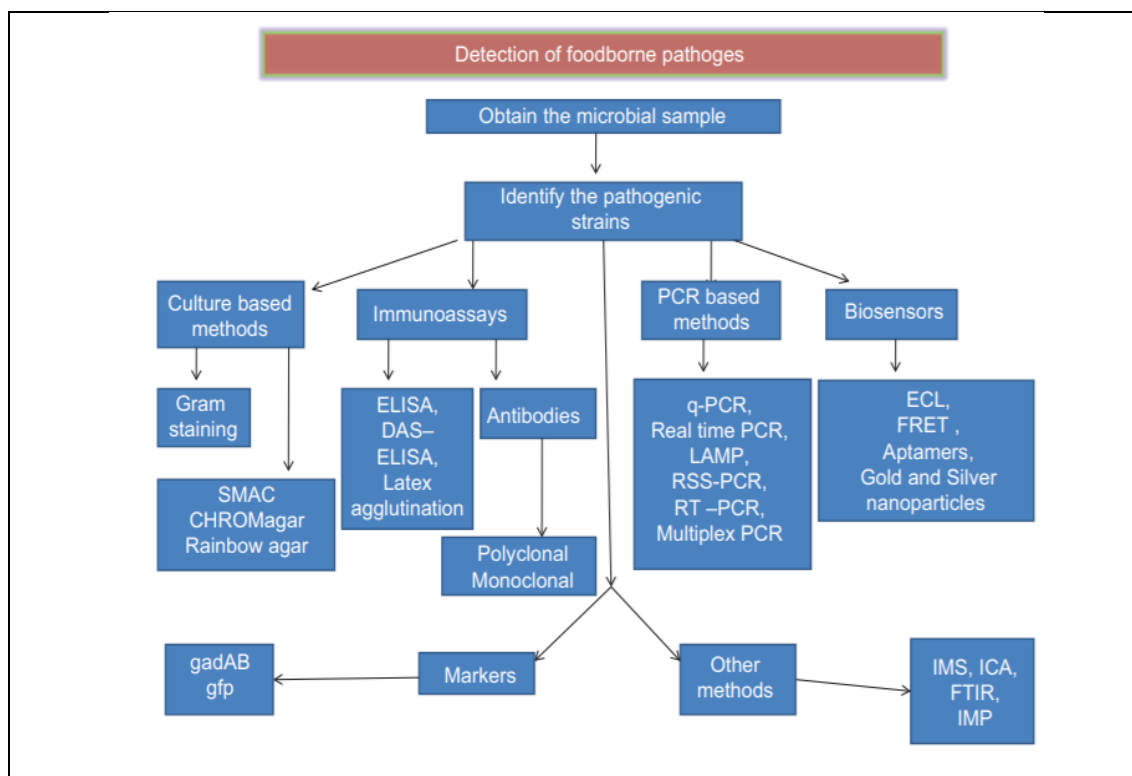 Detection of foodborne pathoges
Obtain the microbial sample
Identify the pathogenic
strains
Culture based
methods
Immunoassays
PCR based
methods
Biosensors
Gram
staining
SMAC
CHROMagar
Rainbow agar
ELISA,
DAS–
ELISA,
Latex
agglutination
Antibodies
Polyclonal
Monoclonal
q-PCR,
Real time PCR,
LAMP,
RSS-PCR,
RT –PCR,
Multiplex PCR
ECL,
FRET ,
Aptamers,
Gold and Silver
nanoparticles
gadAB
gfp
Markers
Other
methods
IMS, ICA,
FTIR,
IMP